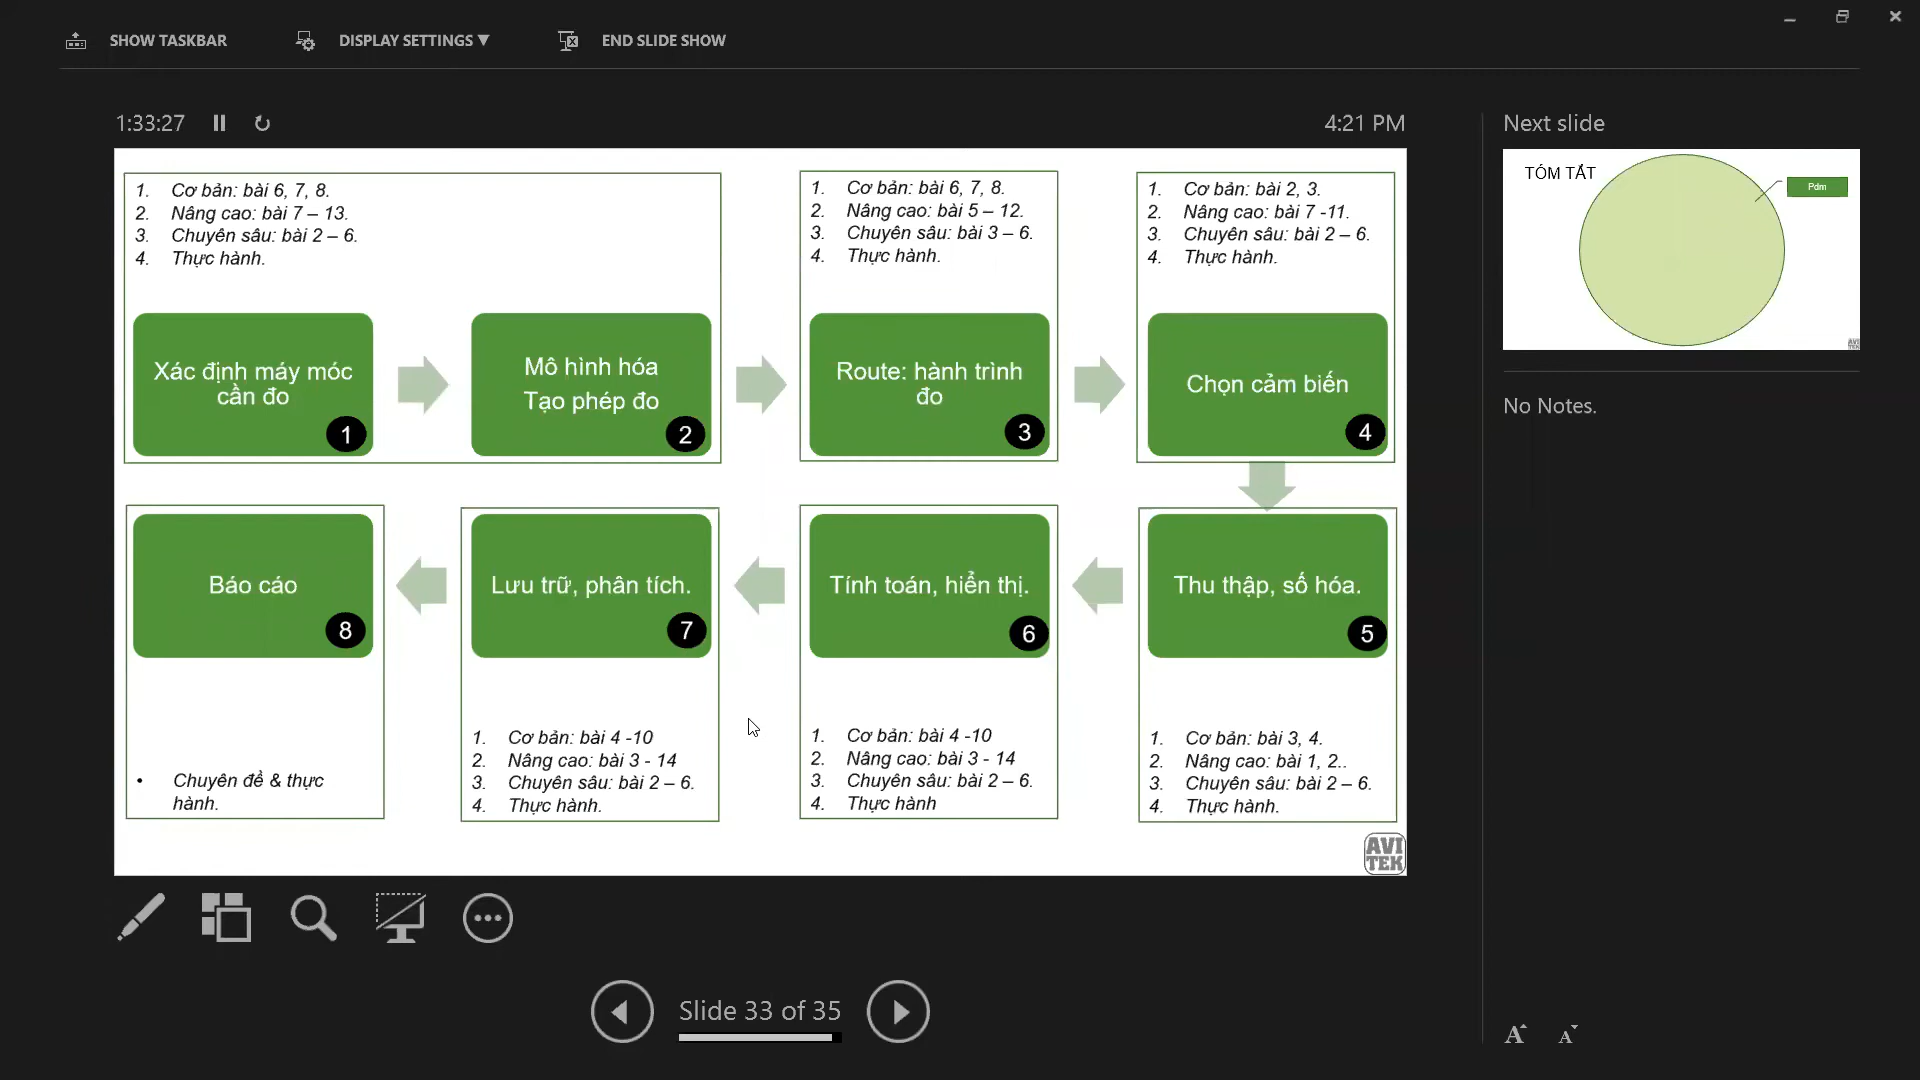 SHOW TASKBAR
DISPLAY SETTINGS ▼
END SLIDE SHOW
1:33:27
4:21 PM
Next slide
1. Cơ bản: bài 6, 7, 8.
2. Nâng cao: bài 7 – 13.
3. Chuyên sâu: bài 2 – 6.
4. Thực hành.
1. Cơ bản: bài 6, 7, 8.
2. Nâng cao: bài 5 – 12.
3. Chuyên sâu: bài 3 – 6.
4. Thực hành.
1. Cơ bản: bài 2, 3.
2. Nâng cao: bài 7 -11.
3. Chuyên sâu: bài 2 – 6.
4. Thực hành.
Xác định máy móc
cần đo
1
Mô hình hóa
Tạo phép đo
2
Route: hành trình
đo
3
Chọn cảm biến
4
Báo cáo
8
Lưu trữ, phân tích.
7
Tính toán, hiển thị.
6
Thu thập, số hóa.
5
• Chuyên đề & thực
hành.
1. Cơ bản: bài 4 -10
2. Nâng cao: bài 3 - 14
3. Chuyên sâu: bài 2 – 6.
4. Thực hành.
1. Cơ bản: bài 4 -10
2. Nâng cao: bài 3 - 14
3. Chuyên sâu: bài 2 – 6.
4. Thực hành
1. Cơ bản: bài 3, 4.
2. Nâng cao: bài 1, 2..
3. Chuyên sâu: bài 2 – 6.
4. Thực hành.
AVI
TEK
TÓM TẮT
Pdm
AVI
TEK
No Notes.
Slide 33 of 35
A
A